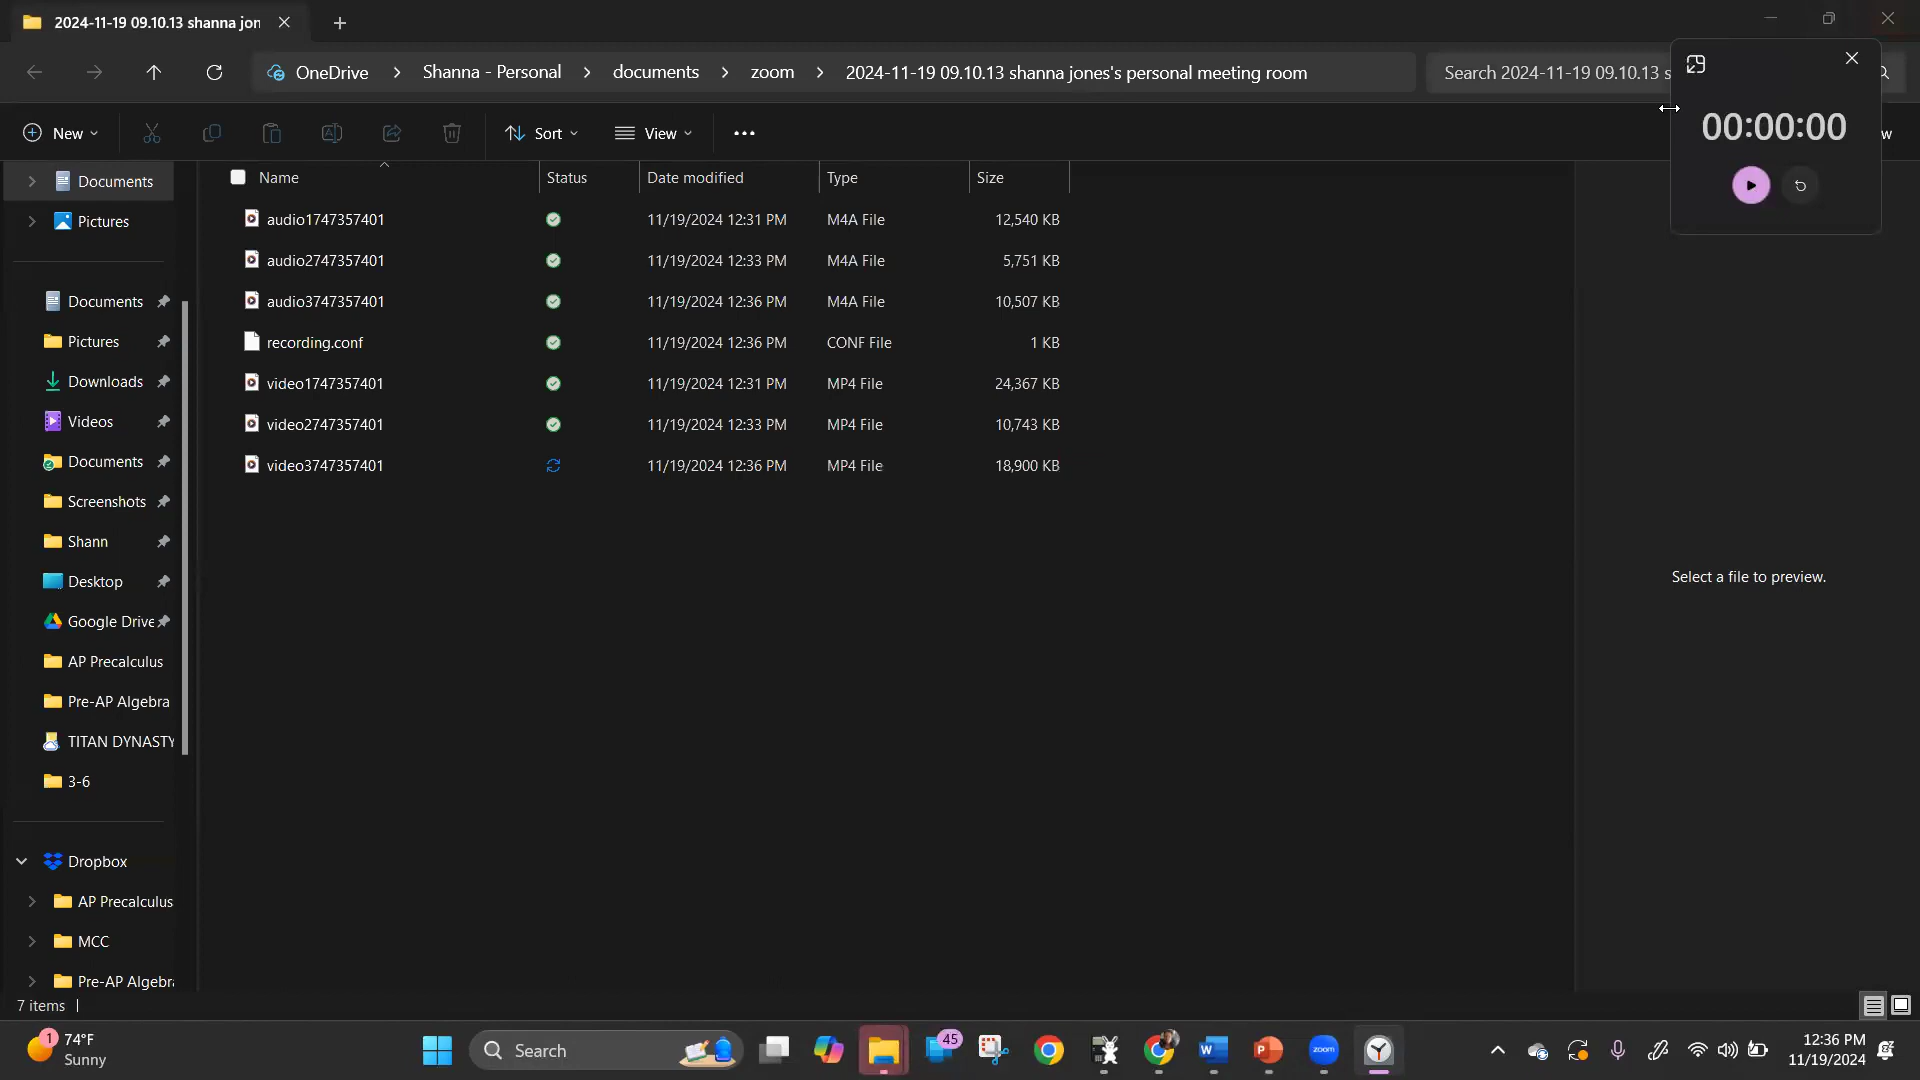 2024-11-19 09.10.13 shanna jon
OneDrive > Shanna - Personal > documents > zoom > 2024-11-19 09.10.13 shanna jones's personal meeting room
Search 2024-11-19 09.10.13 s
00:00:00
New
Sort
View
w
Documents
Pictures
Documents
Pictures
Downloads
Videos
Documents
Screenshots
Shann
Desktop
Google Drive
AP Precalculus
Pre-AP Algebra
TITAN DYNASTY
3-6
Dropbox
AP Precalculus
MCC
Pre-AP Algebra
Name Status Date modified Type Size
audio1747357401 11/19/2024 12:31 PM M4A File 12,540 KB
audio2747357401 11/19/2024 12:33 PM M4A File 5,751 KB
audio3747357401 11/19/2024 12:36 PM M4A File 10,507 KB
recording.conf 11/19/2024 12:36 PM CONF File 1 KB
video1747357401 11/19/2024 12:31 PM MP4 File 24,367 KB
video2747357401 11/19/2024 12:33 PM MP4 File 10,743 KB
video3747357401 11/19/2024 12:36 PM MP4 File 18,900 KB
Select a file to preview.
7 items
1
74°F
Sunny
Search
45
W
P
zoom
12:36 PM
11/19/2024